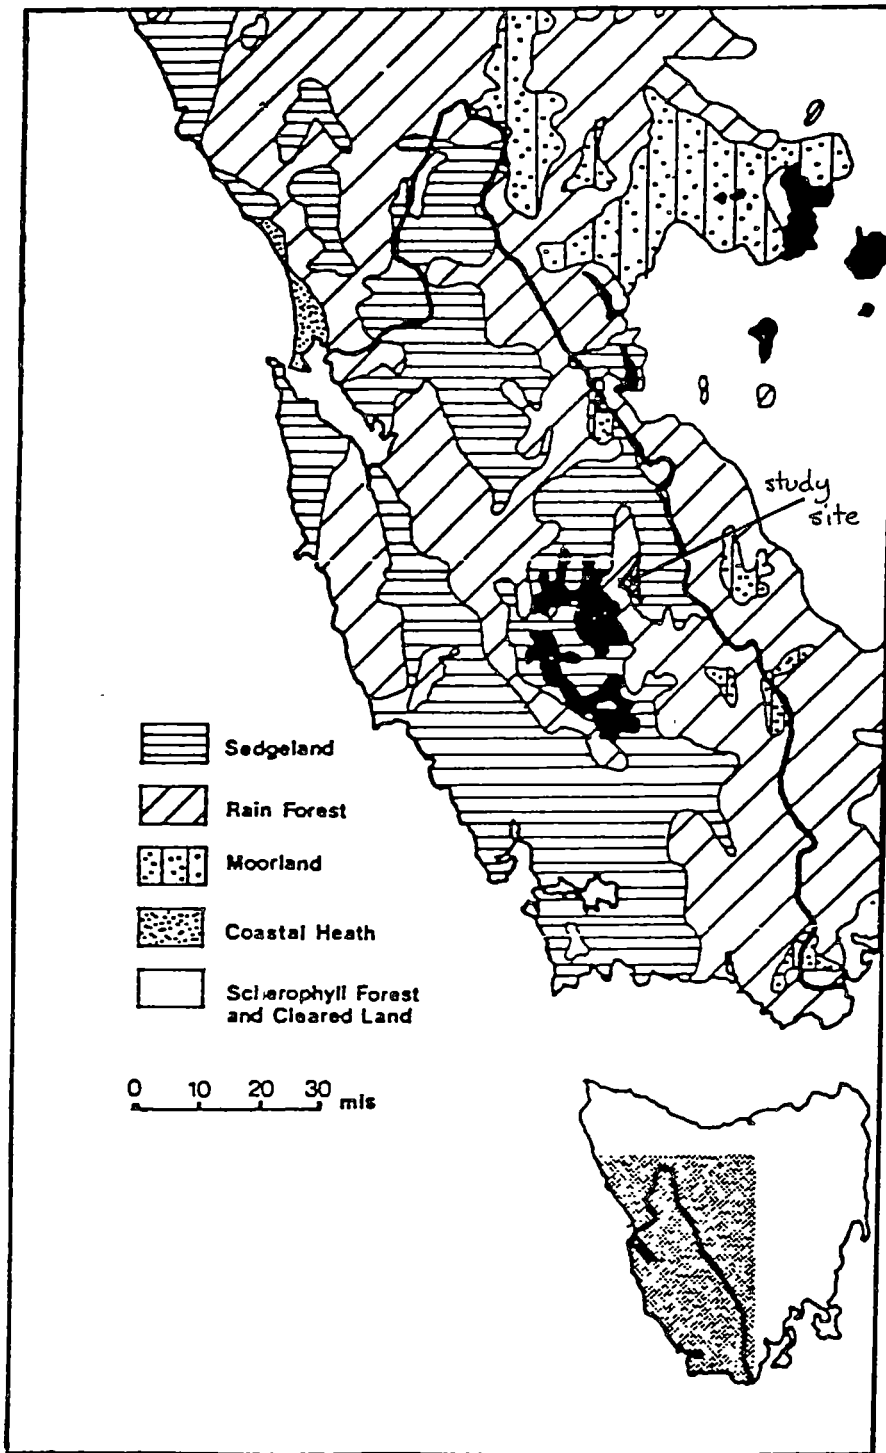 study
site
Sedgeland
Rain Forest
Moorland
Coastal Heath
Sclerophyll Forest
and Cleared Land
0 10 20 30 mls